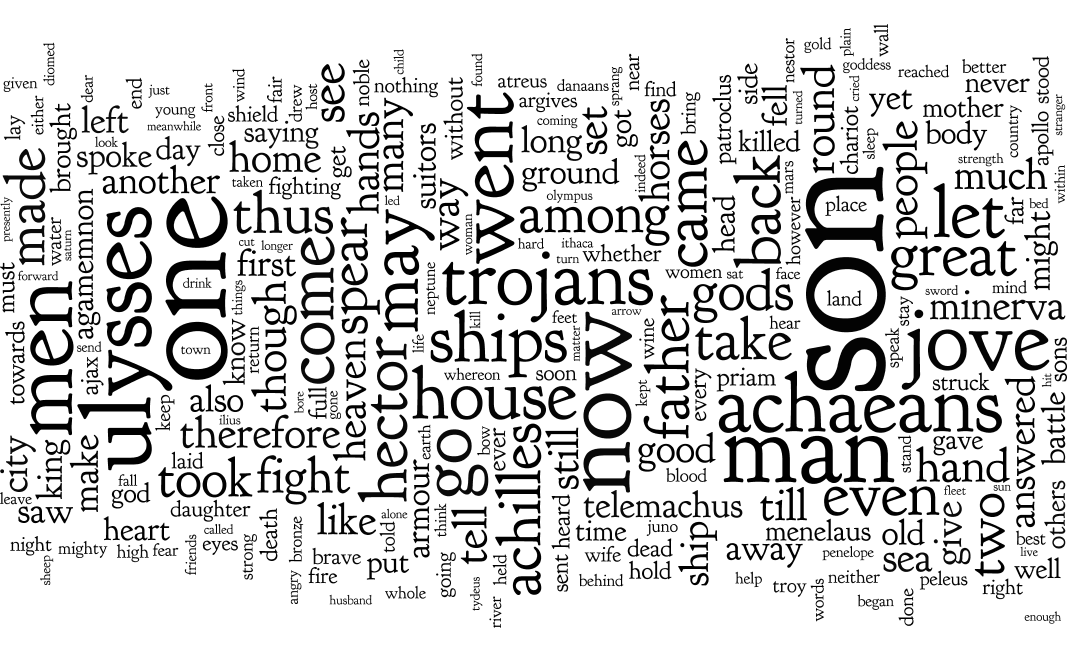 given
diomed
either
lay
brought
dear
left
look
spoke
day
end
just
young
meanwhile
front
close
wind
shield
fair
drew
host
see
noble
child
nothing
saying
home
get
taken
fighting
hands
many
led
suitors
without
found
atreus
argives
danaans
sprang
near
find
coming
long
set
got
bring
horses
indeed
ground
olympus
among
patroclus
side
fell
nestor
turned
gold
plain
cried
goddess
wall
round
chariot
sleep
killed
mars
however
back
head
came
reached
better
never
yet
mother
body
country
apollo
stood
stranger
within
strength
much
people
let
far
bed
might
great
presently
made
water
saturn
agamemnon
another
ulysses
one
drink
town
thus
cut
longer
first
things
know
return
though
come
heaven
spear
may
hector
way
woman
went
hard
ithaca
turn
whether
neptune
trojans
life
kill
ships
feet
matter
arrow
whereon
soon
house
now
women
sat
face
gods
hear
wine
kept
father
take
every
priam
son
place
land
stay
speak
sword
mind
minerva
jove
struck
hit
sons
must
forward
men
towards
send
ajax
keep
also
ilius
bore
full
gone
therefore
city
king
make
leave
saw
fall
god
laid
took
fight
daughter
heart
night
mighty
high
fear
sheep
friends
called
eyes
strong
death
angry
bronze
like
brave
fire
husband
alone
told
put
whole
armour
earth
think
going
go
bow
ever
tell
tydeus
held
river
achilles
still
heard
sent
good
blood
telemachus
time
juno
wife
dead
behind
hold
ship
achaeans
man
till
even
away
menelaus
old
penelope
help
troy
words
neither
began
done
sea
peleus
stand
gave
hand
fleet
give
sun
two
answered
battle
others
best
live
well
right
enough